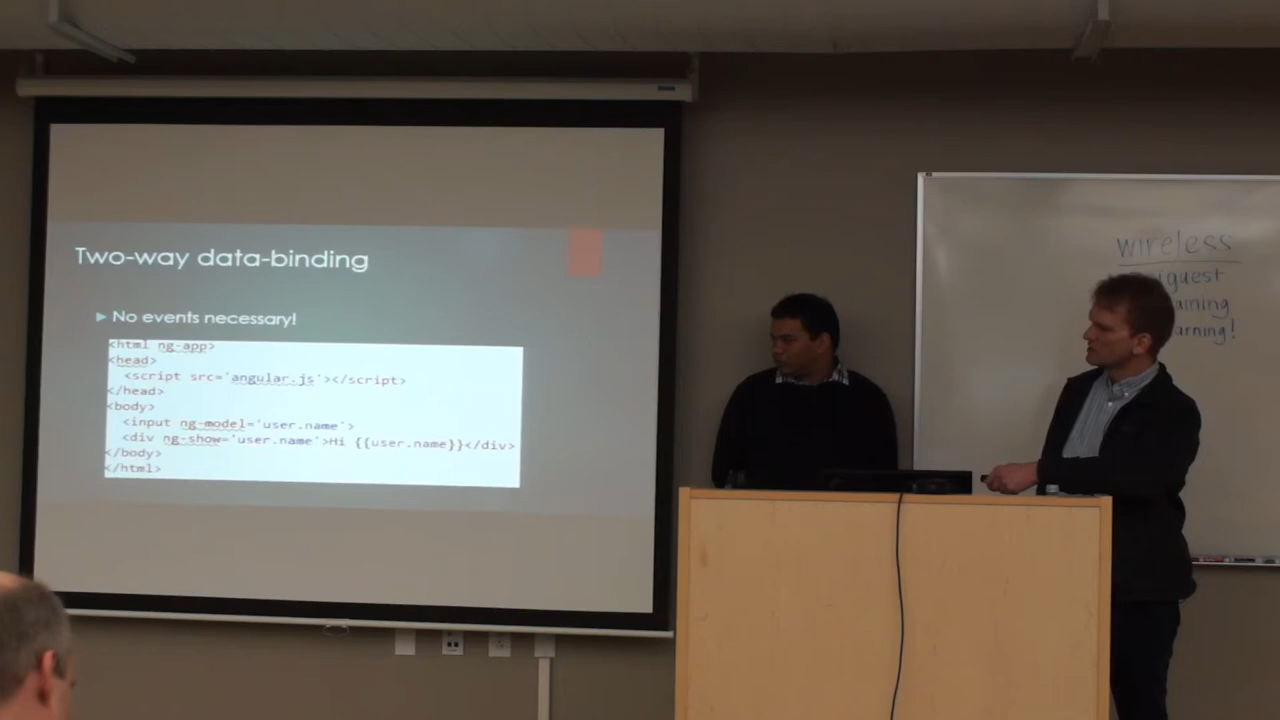 Two-way data-binding
No events necessary!
<html ng-app>
<head>
<script src='angular.js'></script>
</head>
<body>
<input ng-model='user.name'>
<div ng-show='user.name'>Hi {{user.name}}</div>
</body>
</html>
wireless